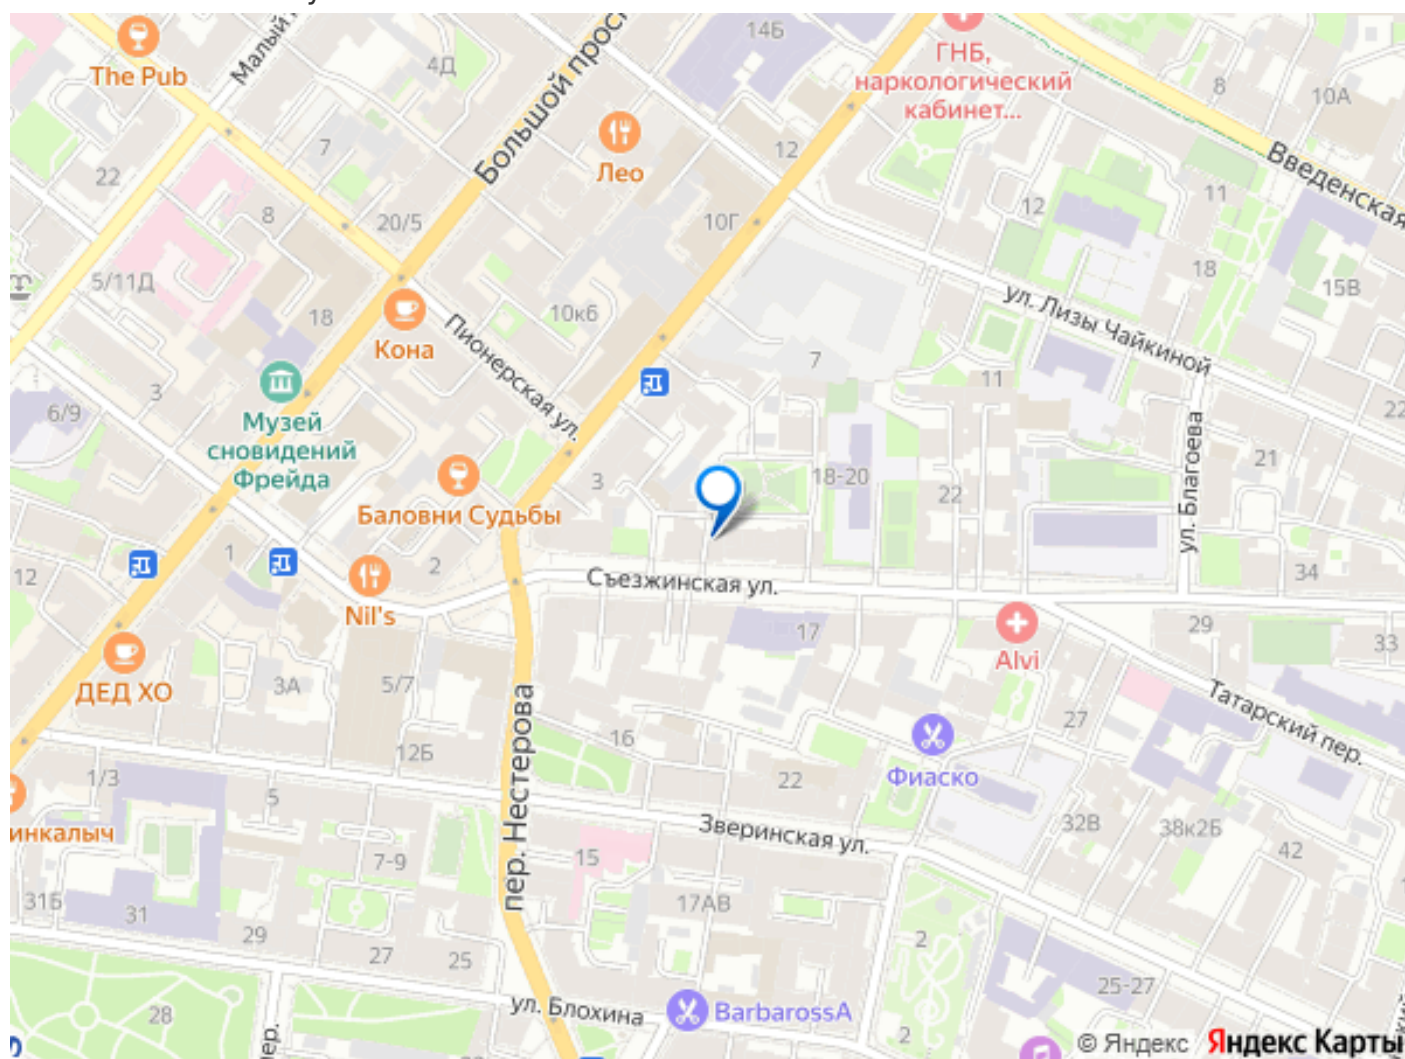 The Pub
Малый
4Д
Большой прос
14Б
ГНБ,
наркологический
кабинет...
8
10А
Введенская
7
Лео
12
22
8
20/5
10Г
12
11
18
15В
5/11Д
18
10к6
ул. Лизы Чайкиной
Кона
Пионерская ул.
7
11
22
3
6/9
Музей
сновидений
Фрейда
ул. Благоева
21
3
18-20
22
Баловни Судьбы
1
2
12
Съезжинская ул.
34
Nil's
17
Alvi
29
33
ДЕД ХО
3А
5/7
Татарский пер.
27
12Б
16
пер. Нестерова
22
Фиаско
1/3
5
инкалыч
Зверинская ул.
32В
38к2Б
42
7-9
15
17АВ
31Б
31
29
27
25
2
25-27
28
ул. Блохина
BarbarossA
2
пер.
© Яндекс Яндекс Карты